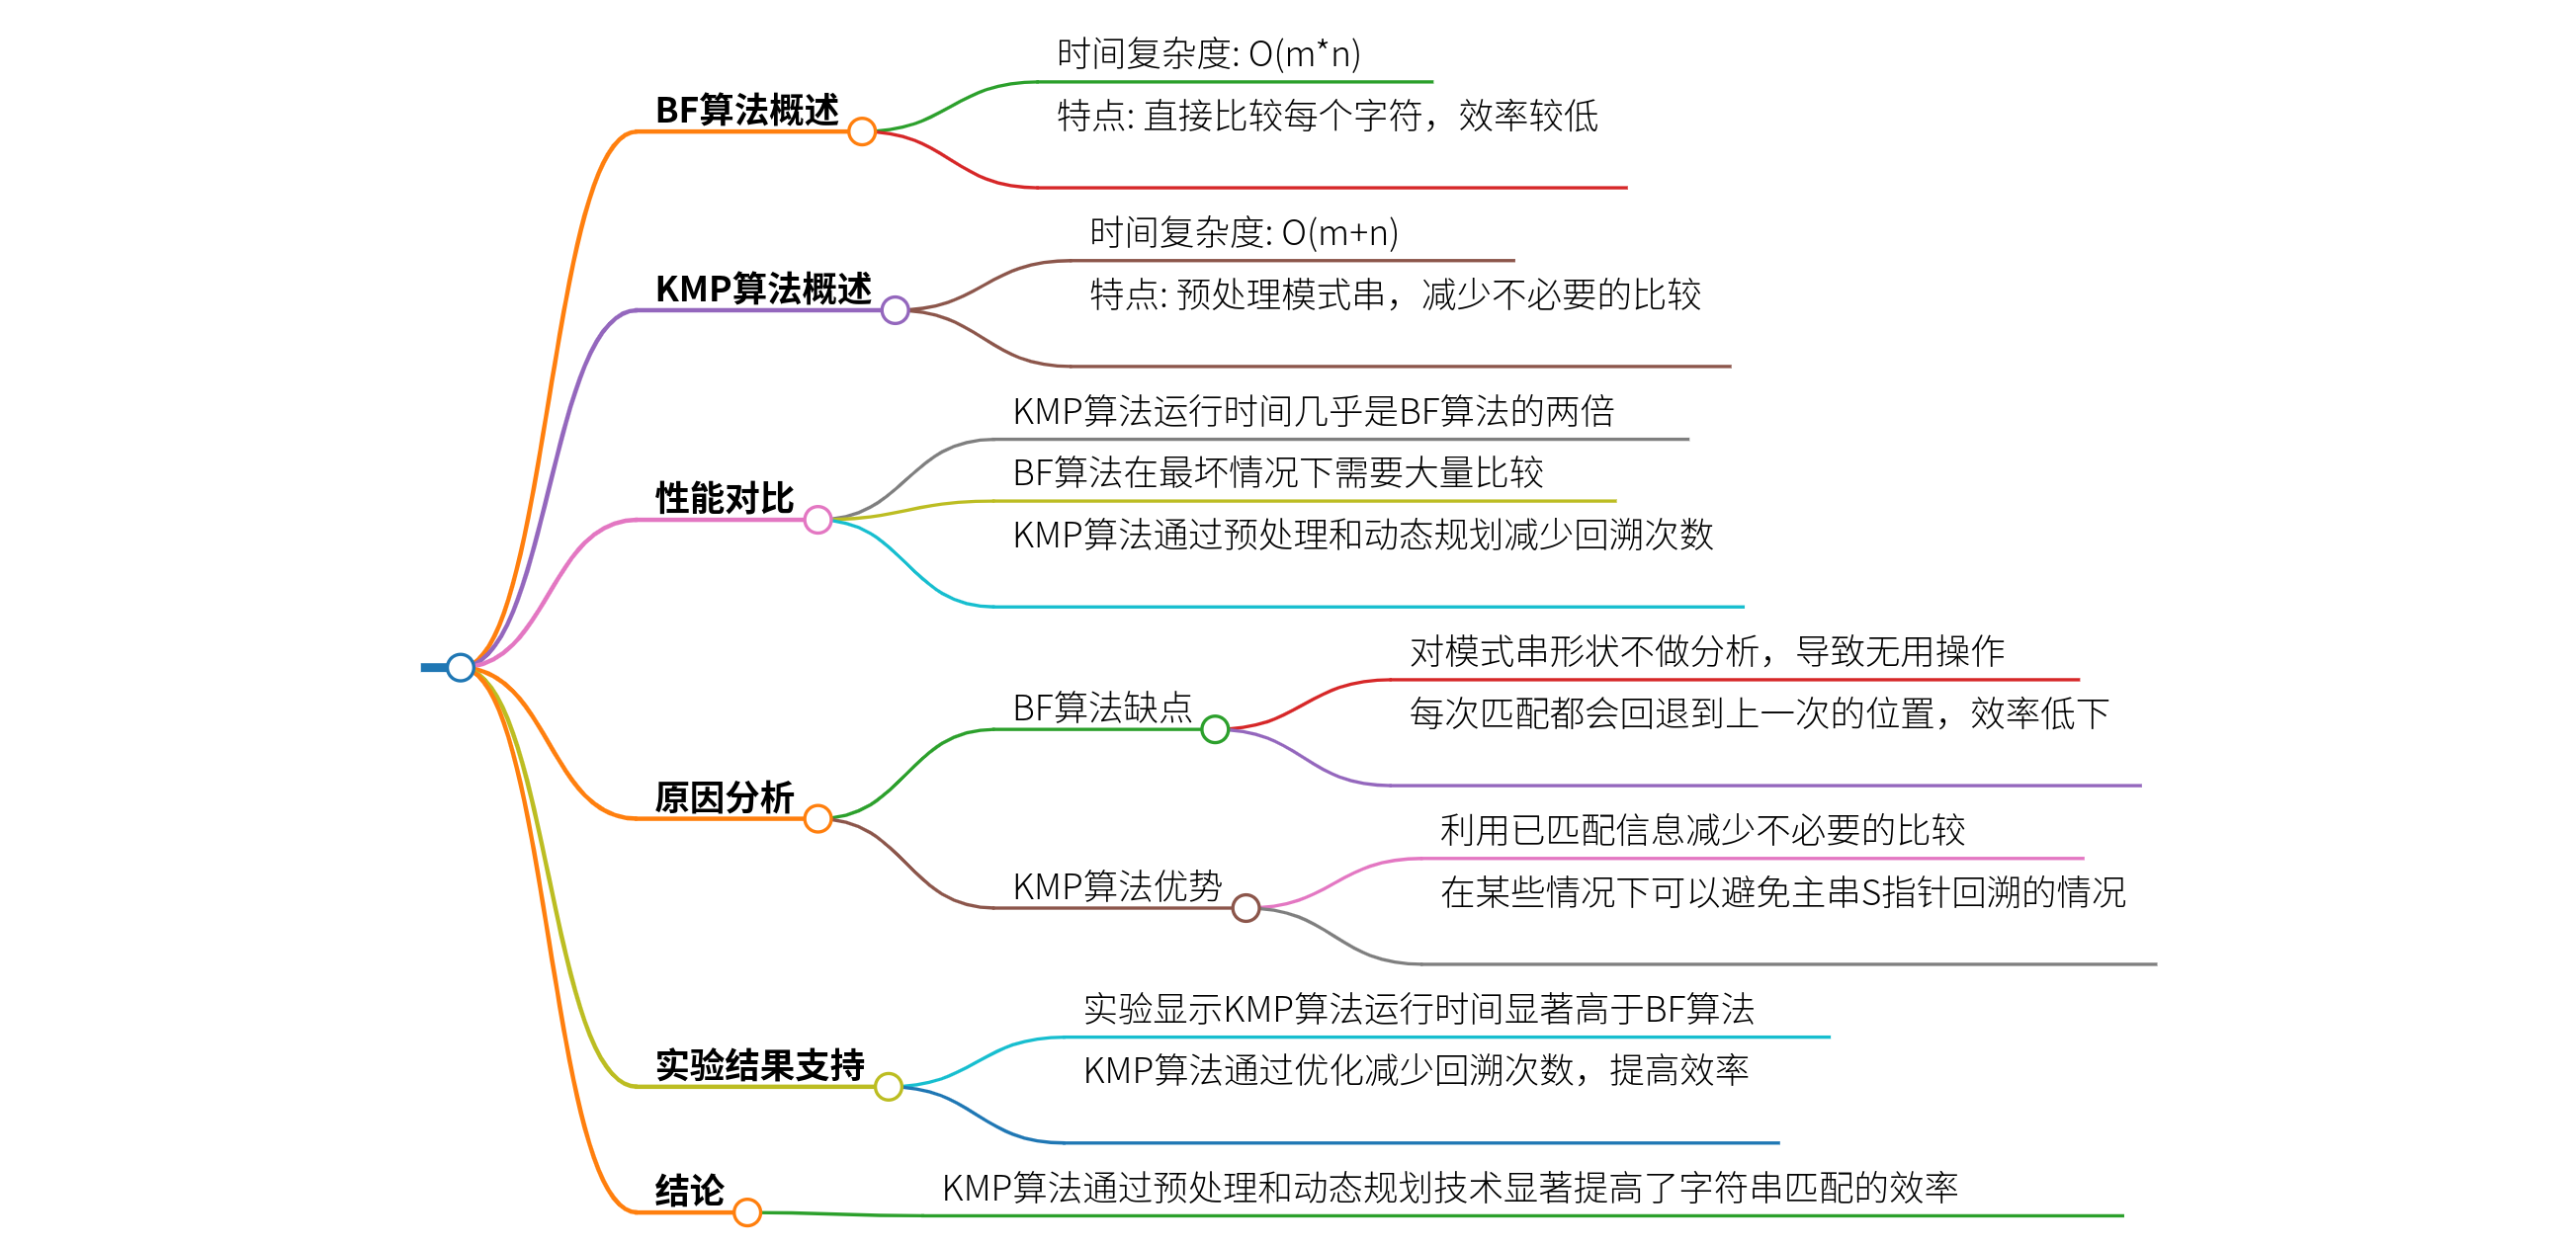 BF算法概述
时间复杂度: O(m*n)
特点: 直接比较每个字符，效率较低
KMP算法概述
时间复杂度: O(m+n)
特点: 预处理模式串，减少不必要的比较
性能对比
KMP算法运行时间几乎是BF算法的两倍
BF算法在最坏情况下需要大量比较
KMP算法通过预处理和动态规划减少回溯次数
原因分析
BF算法缺点
对模式串形状不做分析，导致无用操作
每次匹配都会回退到上一次的位置，效率低下
KMP算法优势
利用已匹配信息减少不必要的比较
在某些情况下可以避免主串S指针回溯的情况
实验结果支持
实验显示KMP算法运行时间显著高于BF算法
KMP算法通过优化减少回溯次数，提高效率
结论
KMP算法通过预处理和动态规划技术显著提高了字符串匹配的效率